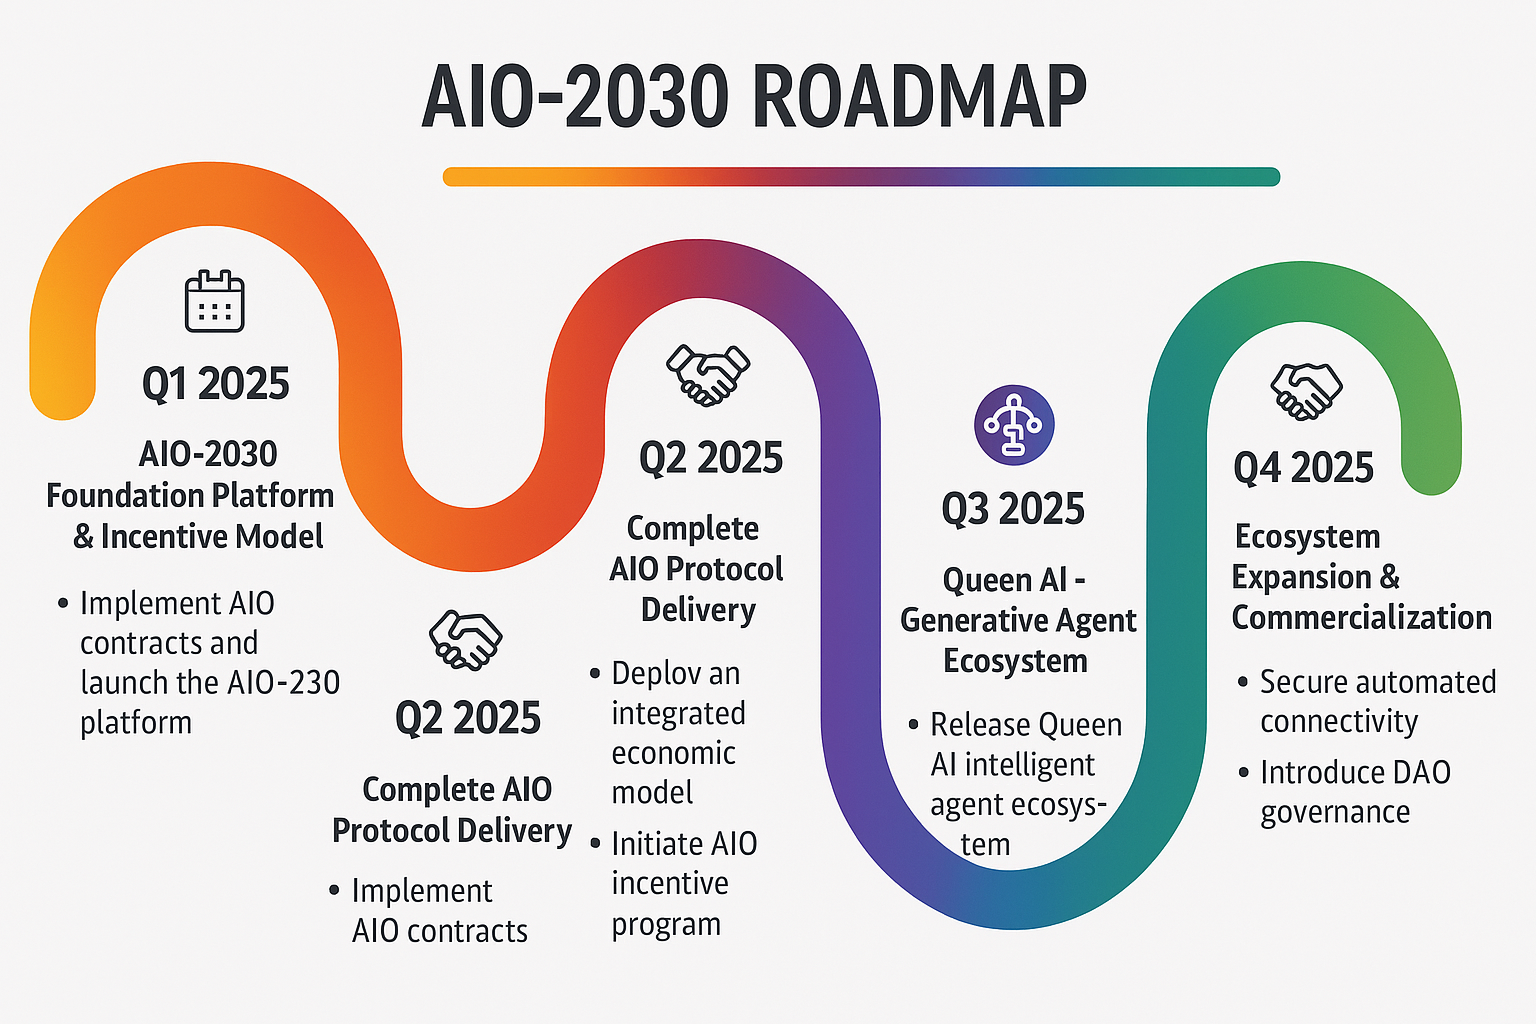 AIO-2030 ROADMAP
Q1 2025
AIO-2030
Foundation Platform
& Incentive Model
• Implement AIO
contracts and
launch the AIO-230
platform
Q2 2025
Complete AIO
Protocol Delivery
• Implement
AIO contracts
Q2 2025
Complete
AIO Protocol
Delivery
• Deplov an
integrated
economic
model
• Initiate AIO
incentive
program
Q3 2025
Queen AI -
Generative Agent
Ecosystem
• Release Queen
AI intelligent
agent ecosys-
tem
Q4 2025
Ecosystem
Expansion &
Commercialization
• Secure automated
connectivity
• Introduce DAO
governance